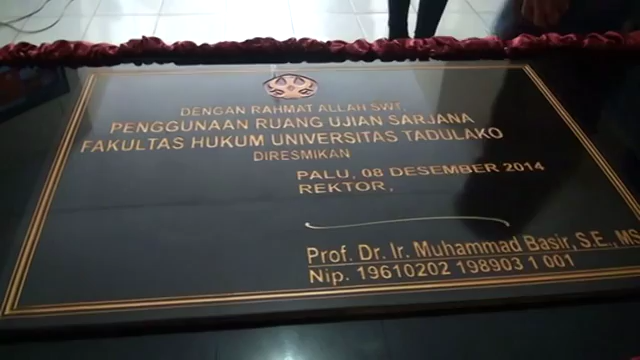 DENGAN RAHMAT ALLAH SWT,
PENGGUNAAN RUANG UJIAN SARJANA
FAKULTAS HUKUM UNIVERSITAS TADULAKO
DIRESMIKAN
PALU, 08 DESEMBER 2014
REKTOR,
Prof. Dr. Ir. Muhammad Basir, S.E., MS
Nip. 19610202 198903 1 001